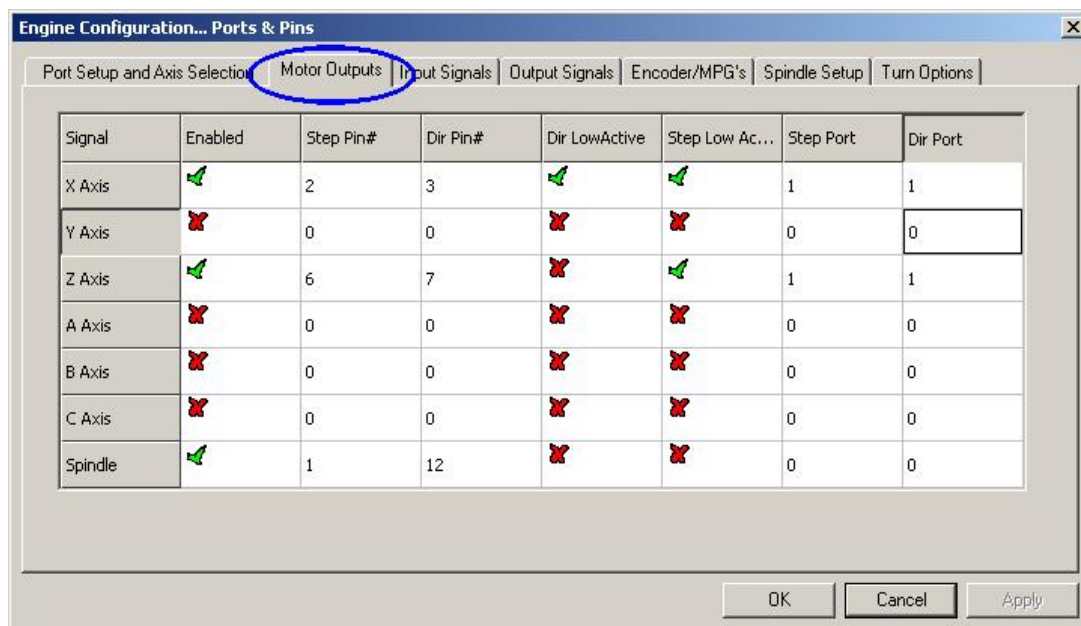 Engine Configuration... Ports & Pins
Port Setup and Axis Selection Motor Outputs Input Signals Output Signals Encoder/MPG's Spindle Setup Turn Options
Signal Enabled Step Pin# Dir Pin# Dir LowActive Step Low Ac... Step Port Dir Port
X Axis 2 3 1 1
Y Axis 0 0 0 0
Z Axis 6 7 1 1
A Axis 0 0 0 0
B Axis 0 0 0 0
C Axis 0 0 0 0
Spindle 1 12 0 0
OK Cancel Apply